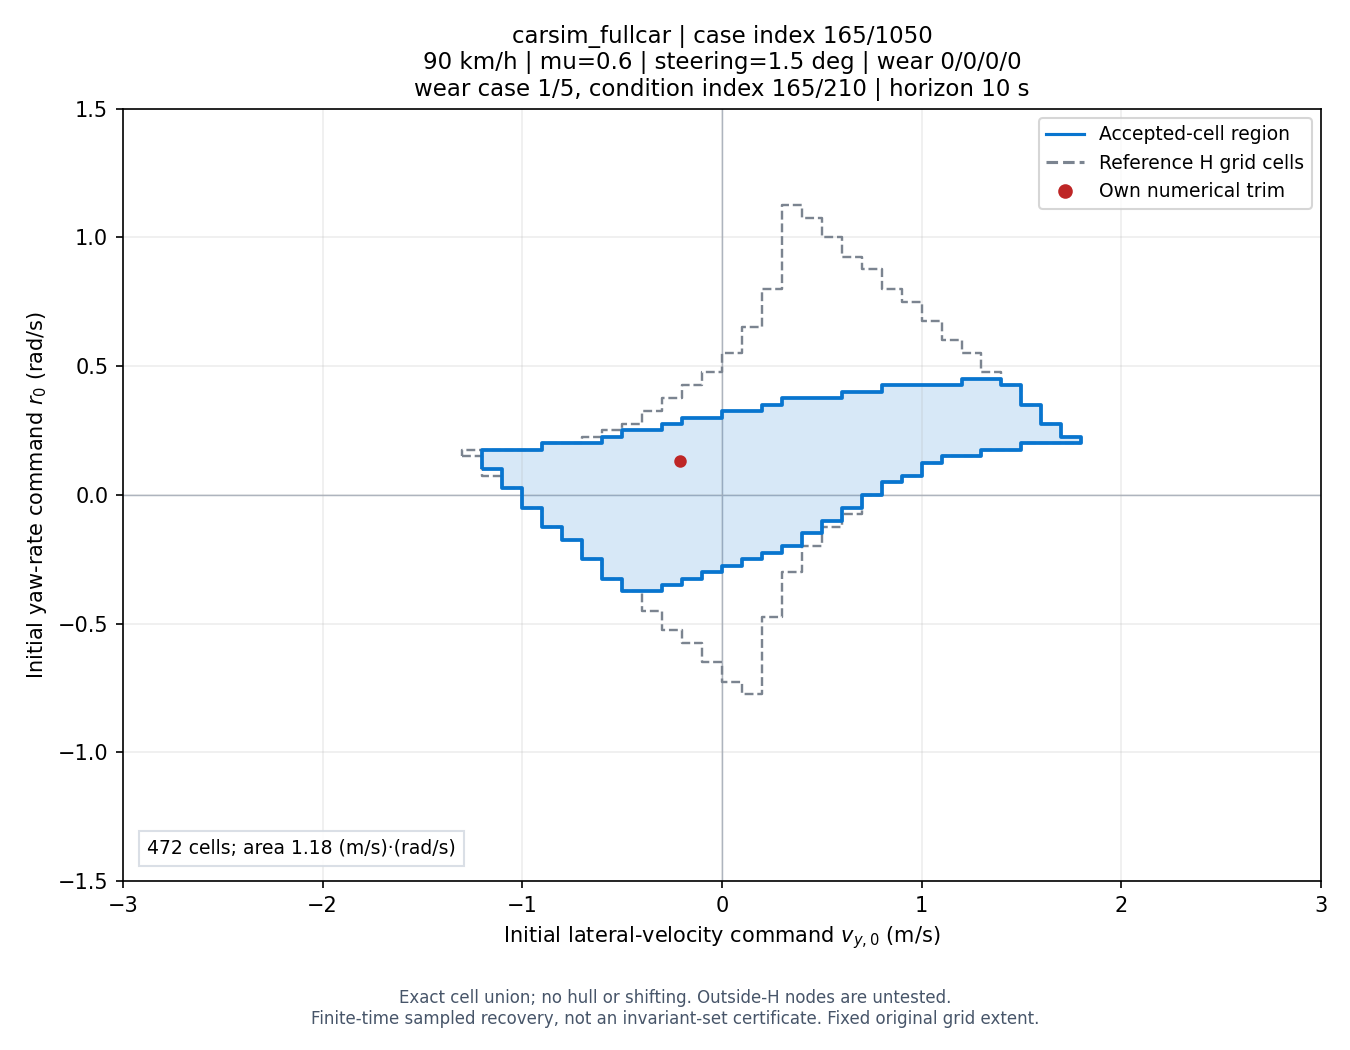 carsim_fullcar | case index 165/1050
90 km/h | mu=0.6 | steering=1.5 deg | wear 0/0/0/0
wear case 1/5, condition index 165/210 | horizon 10 s
1.5
1.0
0.5
0.0
−0.5
−1.0
−1.5
Initial yaw-rate command r₀ (rad/s)
Accepted-cell region
Reference H grid cells
Own numerical trim
472 cells; area 1.18 (m/s)·(rad/s)
−3
−2
−1
0
1
2
3
Initial lateral-velocity command v_{y,0} (m/s)
Exact cell union; no hull or shifting. Outside-H nodes are untested.
Finite-time sampled recovery, not an invariant-set certificate. Fixed original grid extent.